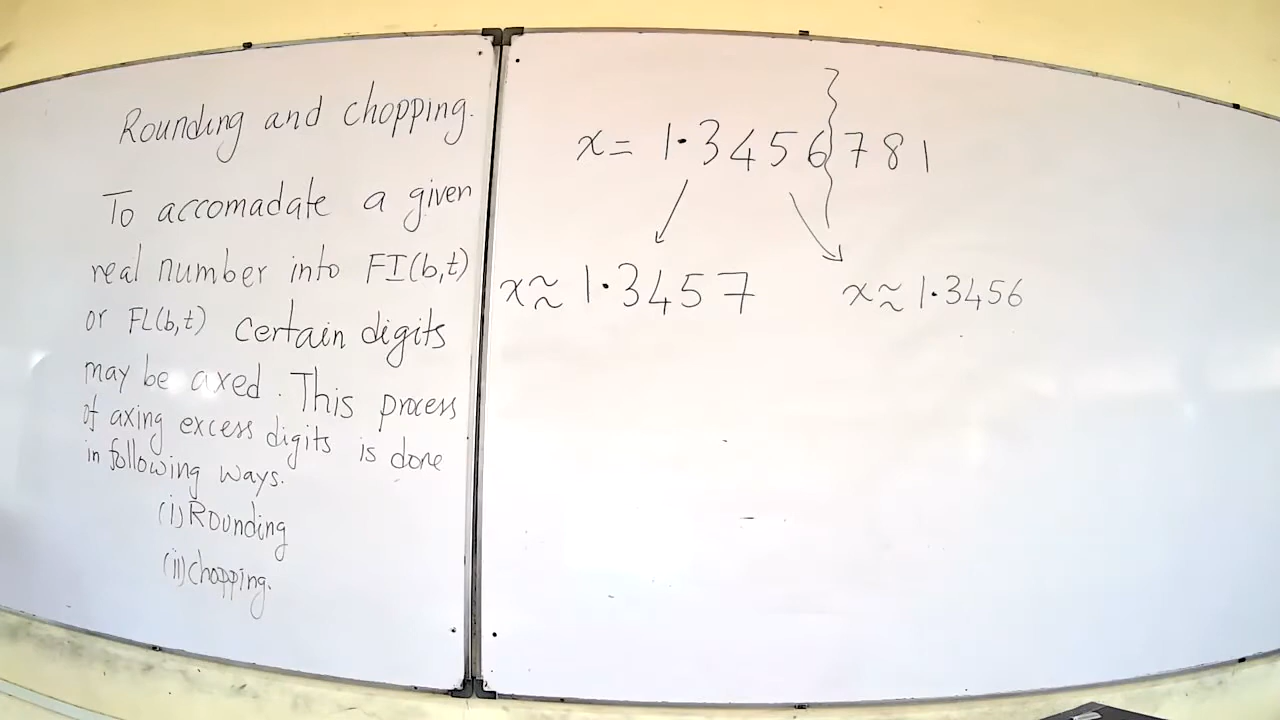 Rounding and chopping.
To accomadate a given
real number into FI(b,t)
or FL(b,t) certain digits
may be axed. This process
of axing excess digits is done
in following ways.
(i) Rounding
(ii) chopping.
x = 1.3456781
x ≈ 1.3457
x ≈ 1.3456